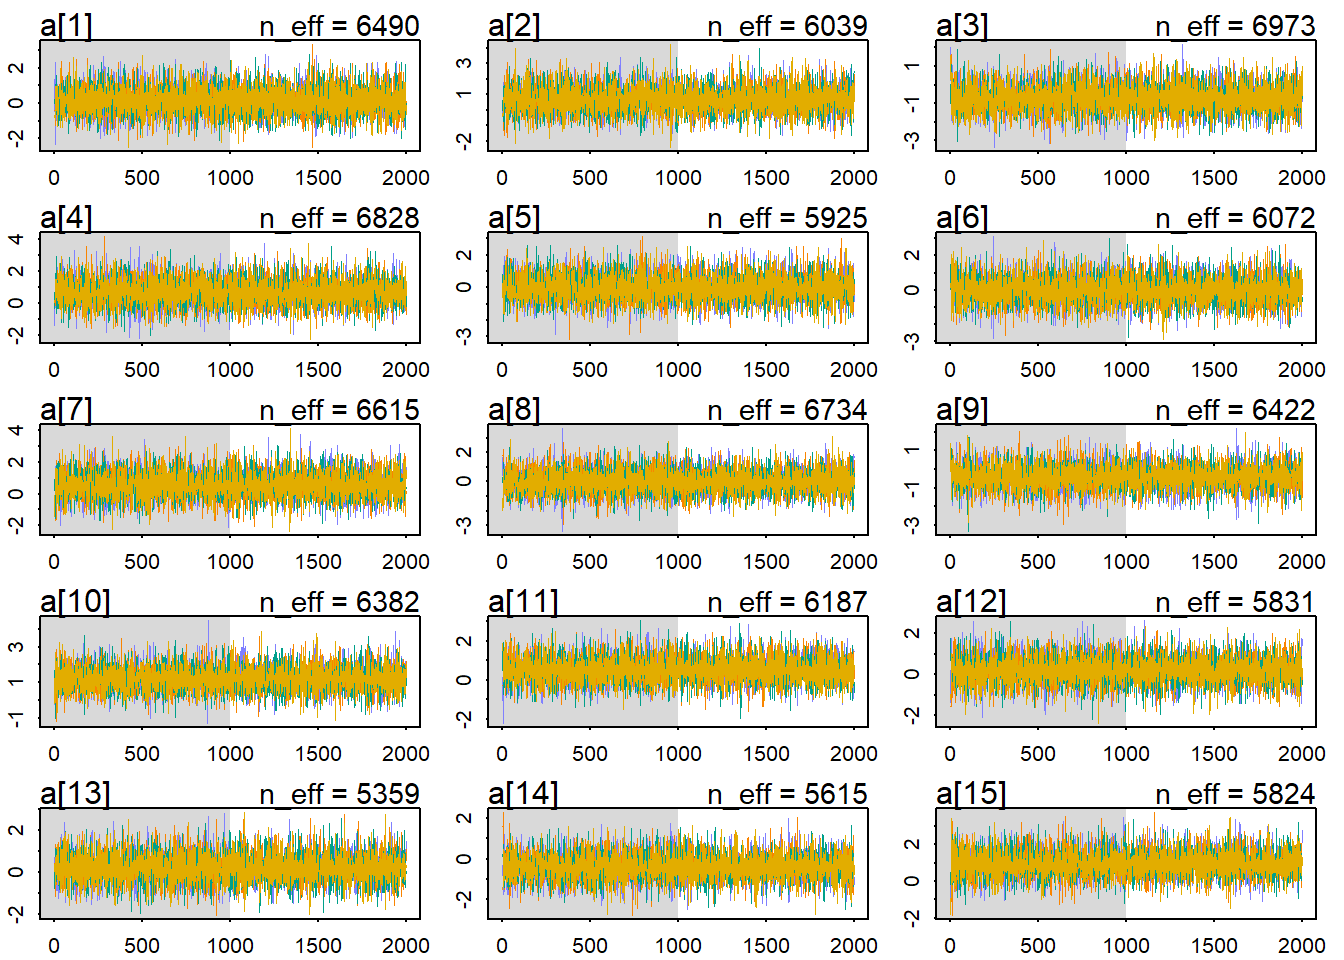 a[1] n_eff = 6490 a[2] n_eff = 6039 a[3] n_eff = 6973
2 0 -2 3 1 -2 1 -1 -3
0 500 1000 1500 2000 0 500 1000 1500 2000 0 500 1000 1500 2000
a[4] n_eff = 6828 a[5] n_eff = 5925 a[6] n_eff = 6072
4 2 0 -2 2 0 -3 2 0 -3
0 500 1000 1500 2000 0 500 1000 1500 2000 0 500 1000 1500 2000
a[7] n_eff = 6615 a[8] n_eff = 6734 a[9] n_eff = 6422
4 2 0 -2 2 0 -3 1 -1 -3
0 500 1000 1500 2000 0 500 1000 1500 2000 0 500 1000 1500 2000
a[10] n_eff = 6382 a[11] n_eff = 6187 a[12] n_eff = 5831
3 1 -1 2 0 -2 2 0 -2
0 500 1000 1500 2000 0 500 1000 1500 2000 0 500 1000 1500 2000
a[13] n_eff = 5359 a[14] n_eff = 5615 a[15] n_eff = 5824
2 0 -2 2 0 -2 2 0 -2
0 500 1000 1500 2000 0 500 1000 1500 2000 0 500 1000 1500 2000